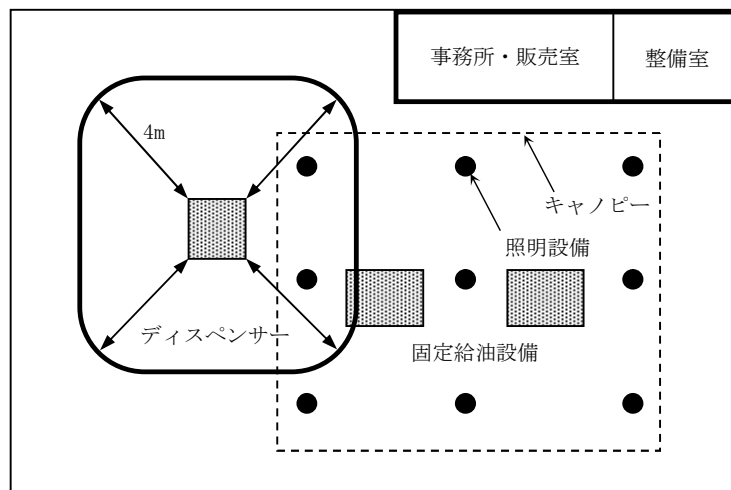 事務所・販売室
整備室
4m
キャノピー
照明設備
ディスペンサー
固定給油設備